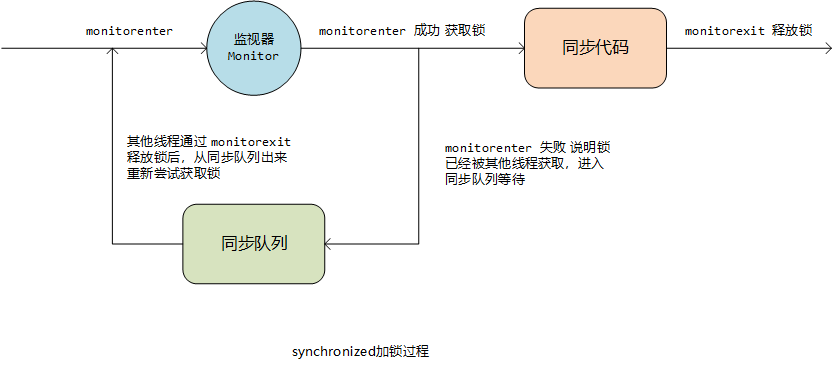 monitorenter
监视器
Monitor
monitorenter 成功 获取锁
同步代码
monitorexit 释放锁
其他线程通过 monitorexit
释放锁后，从同步队列出来
重新尝试获取锁
monitorenter 失败 说明锁
已经被其他线程获取，进入
同步队列等待
同步队列
synchronized加锁过程